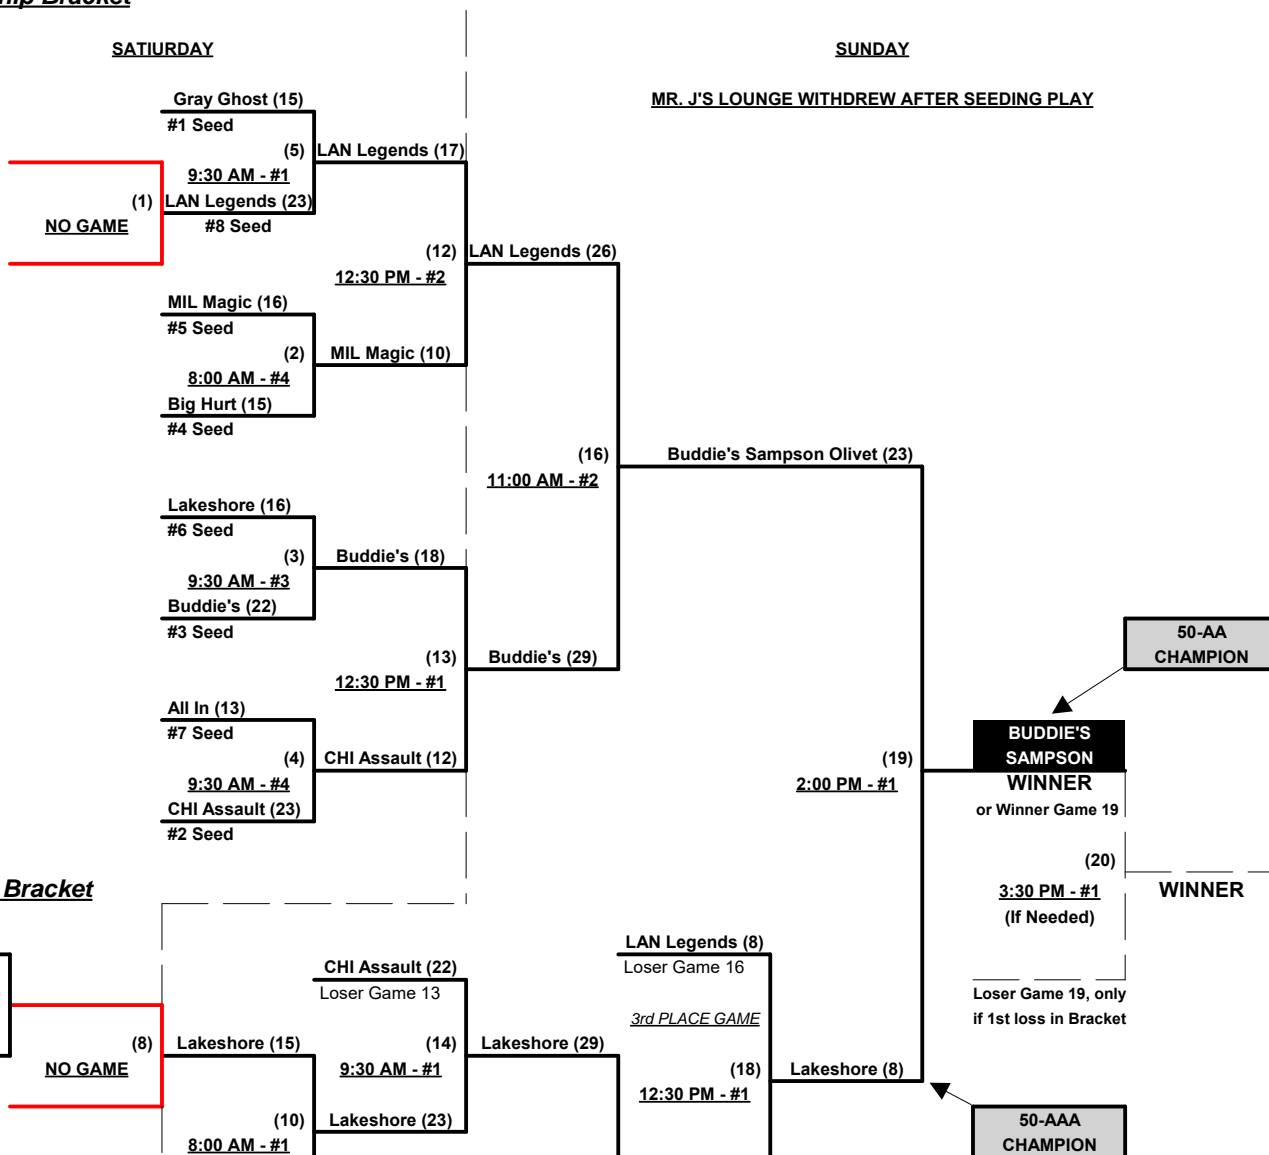 SATIURDAY
SUNDAY
MR. J'S LOUNGE WITHDREW AFTER SEEDING PLAY
Gray Ghost (15)
#1 Seed
(5)
LAN Legends (17)
9:30 AM - #1
(1)
LAN Legends (23)
NO GAME
#8 Seed
(12)
LAN Legends (26)
12:30 PM - #2
MIL Magic (16)
#5 Seed
(2)
MIL Magic (10)
8:00 AM - #4
Big Hurt (15)
#4 Seed
(16)
Buddie's Sampson Olivet (23)
11:00 AM - #2
Lakeshore (16)
#6 Seed
(3)
Buddie's (18)
9:30 AM - #3
Buddie's (22)
#3 Seed
50-AA
CHAMPION
(13)
Buddie's (29)
12:30 PM - #1
All In (13)
#7 Seed
BUDDIE'S
SAMPSON
(4)
CHI Assault (12)
(19)
9:30 AM - #4
2:00 PM - #1
WINNER
CHI Assault (23)
or Winner Game 19
#2 Seed
(20)
Bracket
3:30 PM - #1
WINNER
(If Needed)
LAN Legends (8)
CHI Assault (22)
Loser Game 16
Loser Game 13
Loser Game 19, only
if 1st loss in Bracket
3rd PLACE GAME
(8)
Lakeshore (15)
(14)
Lakeshore (29)
NO GAME
9:30 AM - #1
(18)
Lakeshore (8)
12:30 PM - #1
(10)
Lakeshore (23)
50-AAA
CHAMPION
8:00 AM - #1